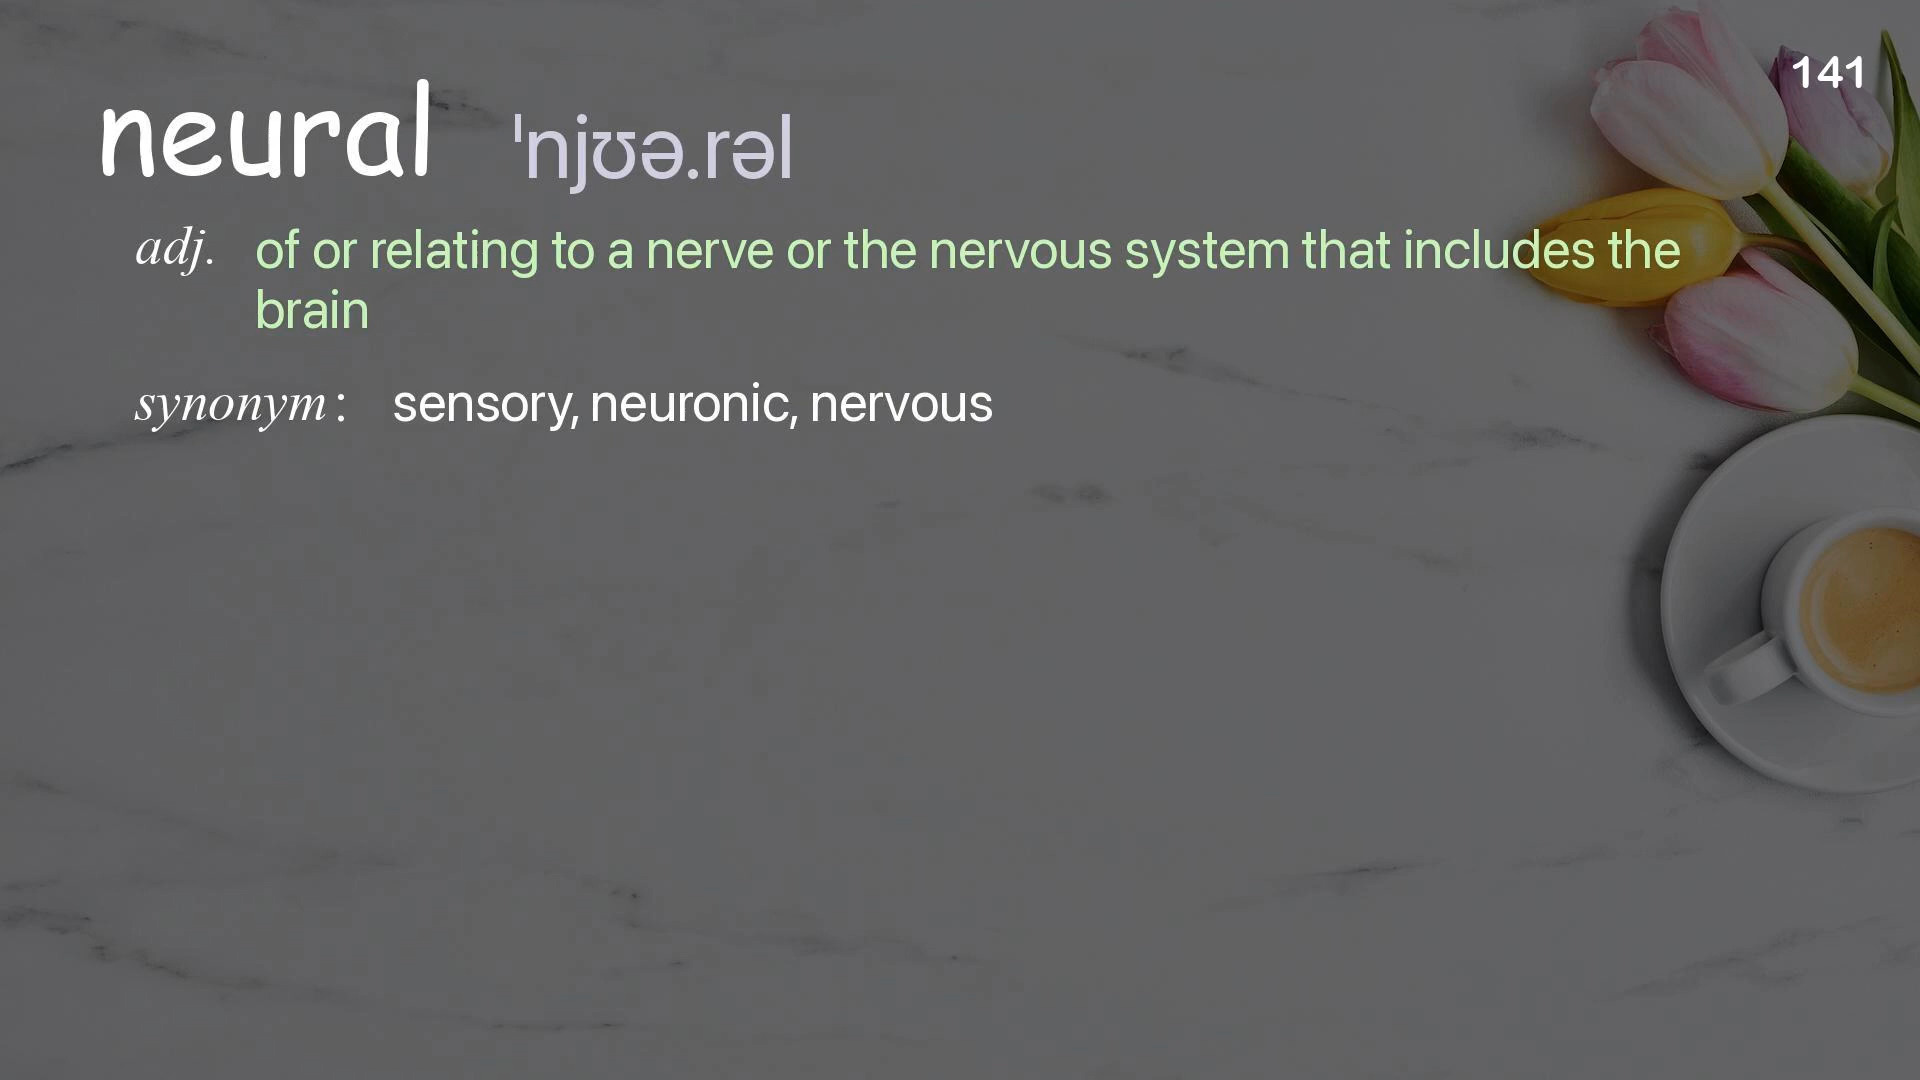 141
neural ˈnjʊə.rəl
adj. of or relating to a nerve or the nervous system that includes the
brain
synonym: sensory, neuronic, nervous